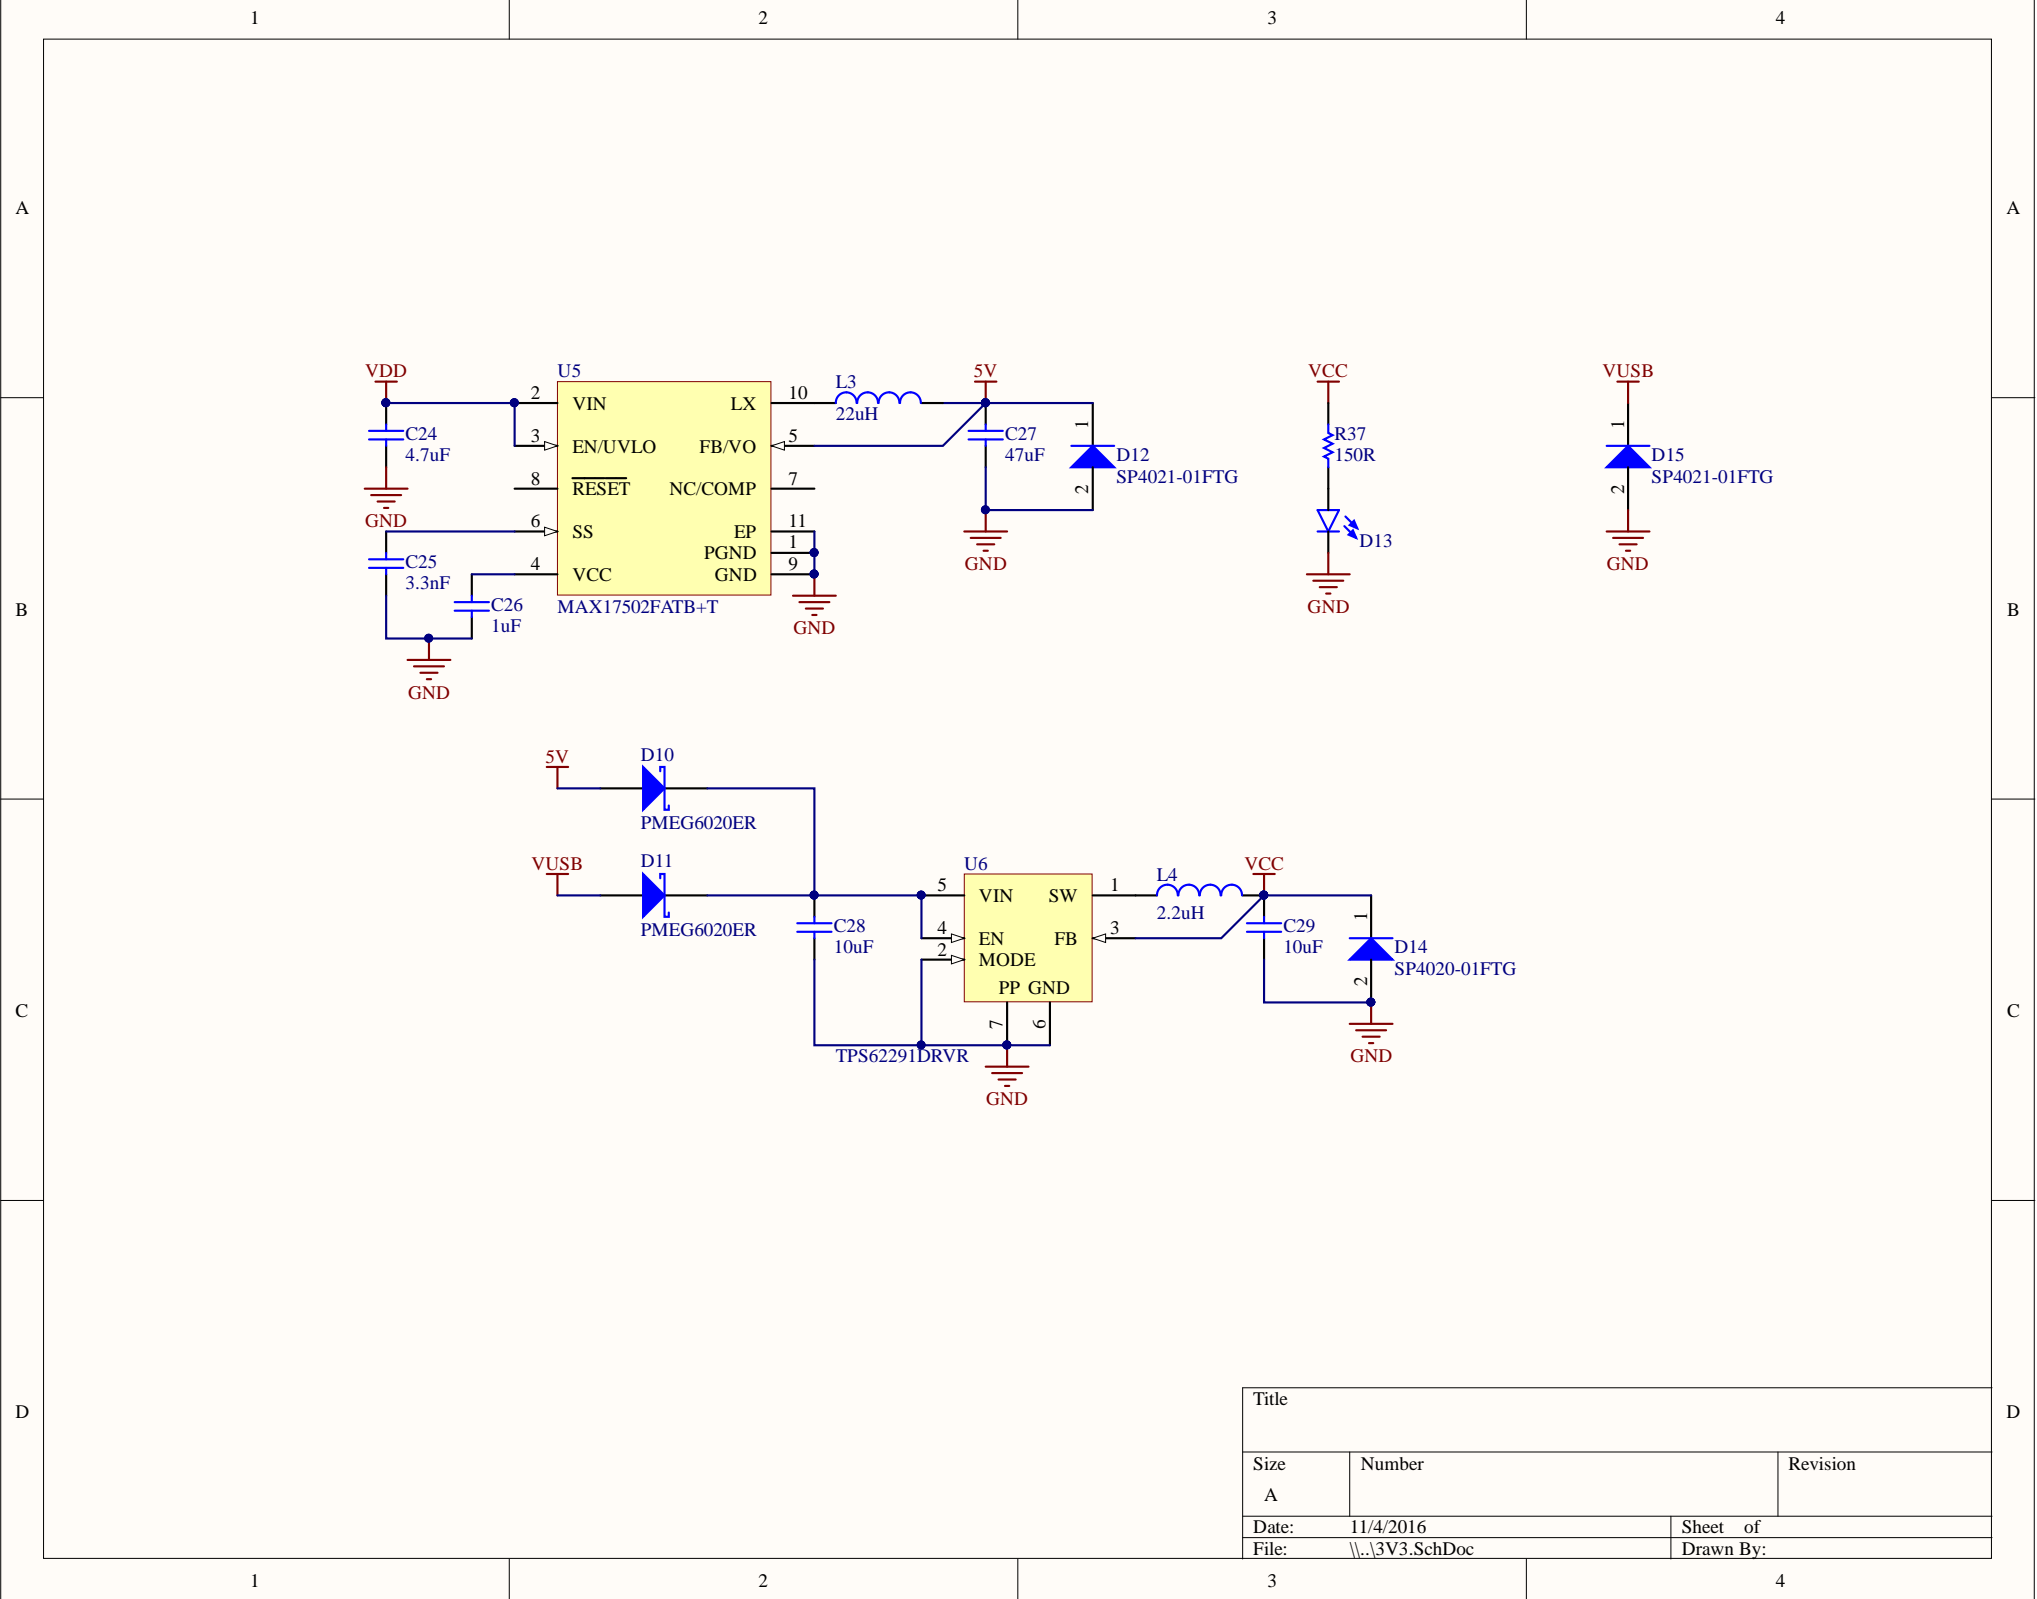 1 2 3 4
A A
VDD
U5
2 VIN
LX 10
L3
22uH
5V
VCC
VUSB
3 EN/UVLO
FB/VO 5
C24
4.7uF
C27
47uF
1
D12
SP4021-01FTG
2
R37
150R
1
D15
SP4021-01FTG
2
8 RESET
NC/COMP 7
GND
6 SS
EP 11
PGND 1
GND 9
C25
3.3nF
4 VCC
C26
1uF
MAX17502FATB+T
GND
GND
D13
GND
GND
GND
B B
5V
D10
PMEG6020ER
VUSB
D11
PMEG6020ER
U6
5 VIN
SW 1
L4
2.2uH
VCC
C28
10uF
4 EN
FB 3
2 MODE
PP GND
7 6
C29
10uF
1
D14
SP4020-01FTG
2
TPS62291DRVR
GND
GND
C C
D D
Title
Size Number Revision
A
Date: 11/4/2016 Sheet of
File: \\..\3V3.SchDoc Drawn By:
1 2 3 4